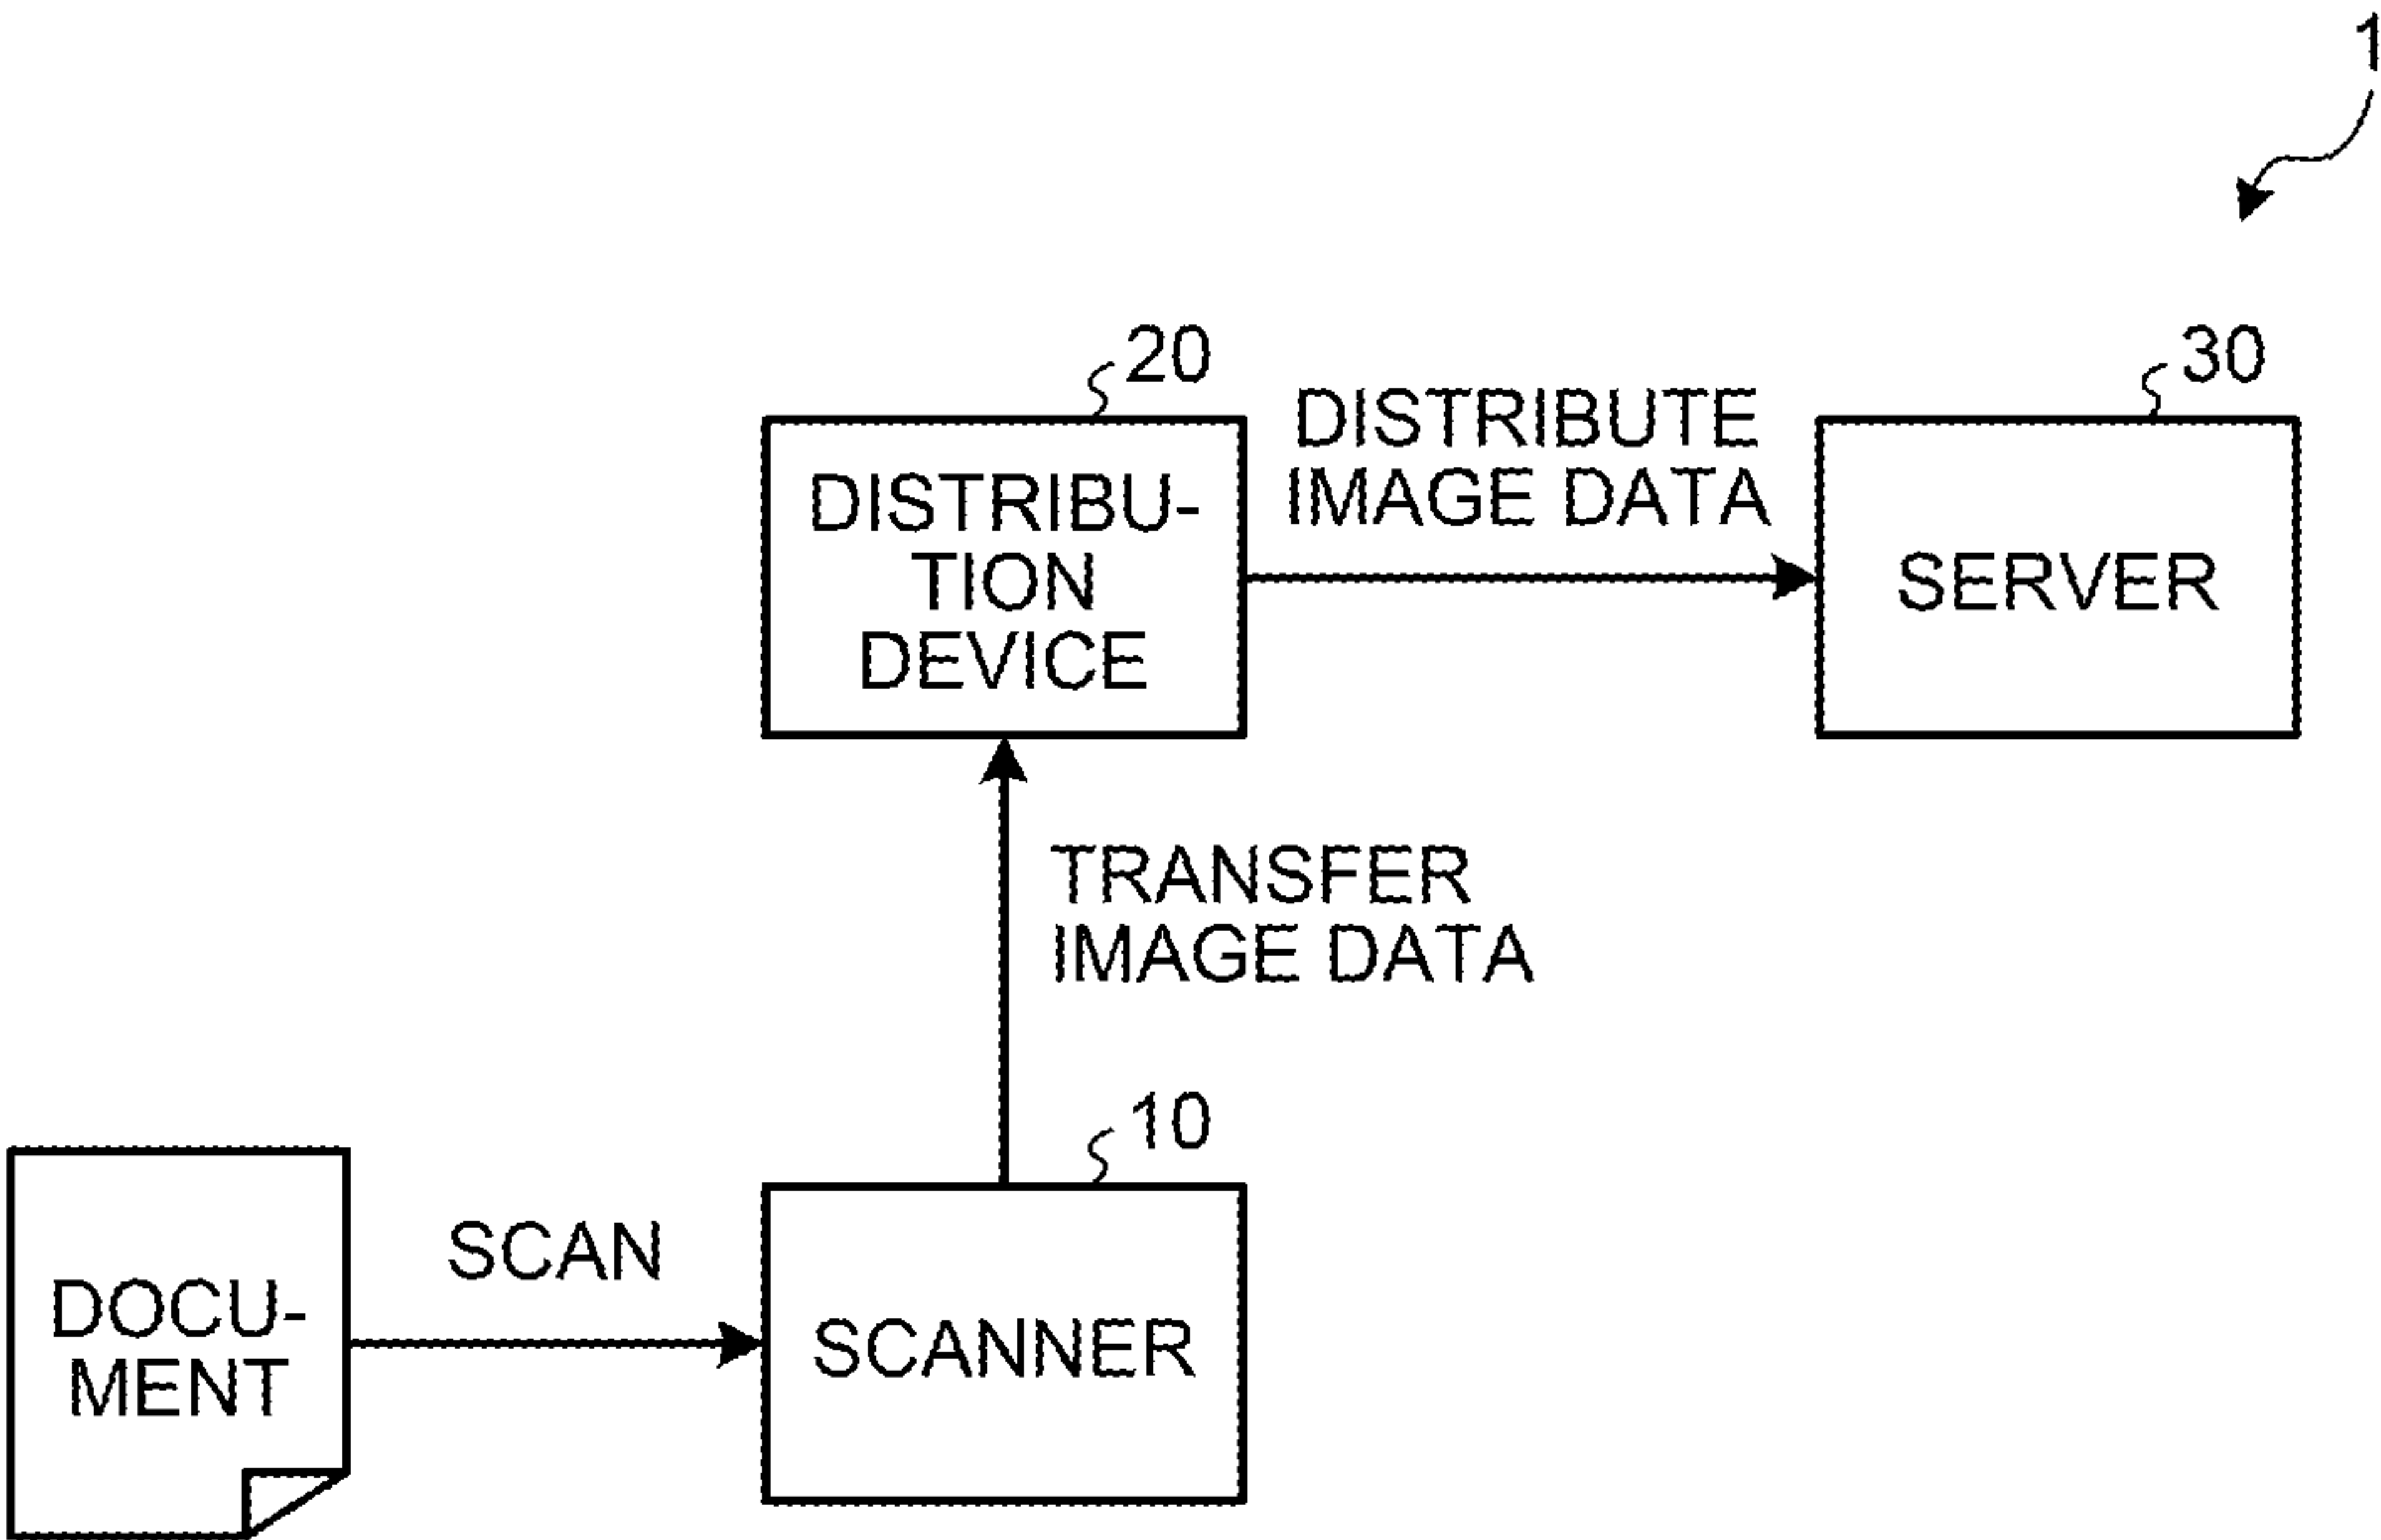 1
20
30
DISTRIBUTE
IMAGE DATA
DISTRIBU-
TION
DEVICE
SERVER
TRANSFER
IMAGE DATA
10
SCAN
DOCU-
MENT
SCANNER